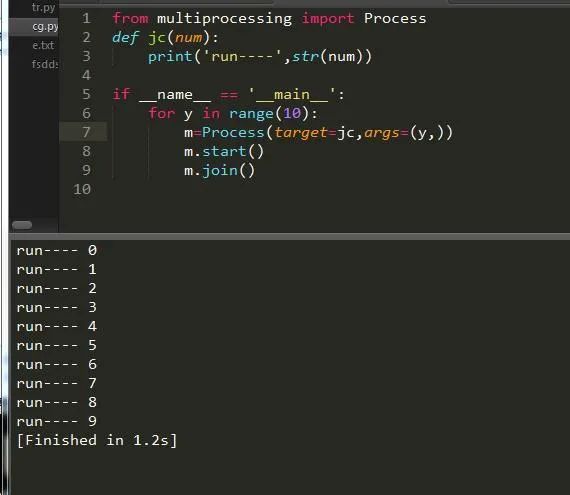 tr.py
cg.py
e.txt
fsdds
1 from multiprocessing import Process
2 def jc(num):
3     print('run----',str(num))
4
5 if __name__ == '__main__':
6     for y in range(10):
7         m=Process(target=jc,args=(y,))
8         m.start()
9         m.join()
10
run---- 0
run---- 1
run---- 2
run---- 3
run---- 4
run---- 5
run---- 6
run---- 7
run---- 8
run---- 9
[Finished in 1.2s]